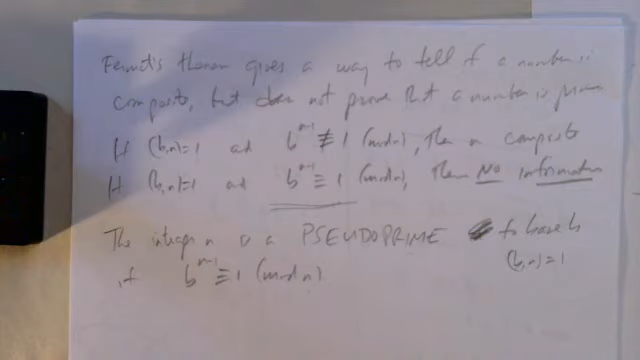 Fermat's theorem gives a way to tell if a number is
composite, but does not prove that a number is prime
If (b,n)=1 and b^{n-1} ≢ 1 (mod n), then n composite
If (b,n)=1 and b^{n-1} ≡ 1 (mod n), then NO information
The integer n is a PSEUDOPRIME to base b
if b^{n-1} ≡ 1 (mod n) (b,n)=1